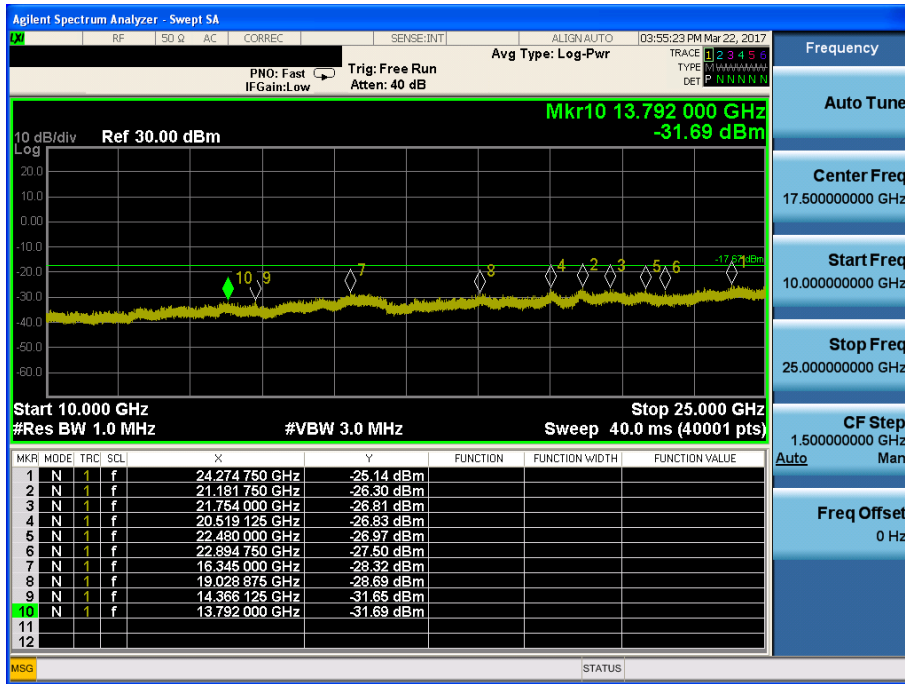 Agilent Spectrum Analyzer - Swept SA
LXI RF 50 Ω AC CORREC SENSE:INT ALIGN AUTO 03:55:23 PM Mar 22, 2017
Avg Type: Log-Pwr TRACE 1 2 3 4 5 6
PNO: Fast Trig: Free Run TYPE M WWWWW
IFGain:Low Atten: 40 dB DET P N N N N N
Mkr10 13.792 000 GHz
-31.69 dBm
10 dB/div Ref 30.00 dBm
Log
20.0
10.0
0.00
-10.0
-20.0
-30.0
-40.0
-50.0
-60.0
-17.67 dBm
10 9 7 8 4 2 3 5 6 1
Start 10.000 GHz Stop 25.000 GHz
#Res BW 1.0 MHz #VBW 3.0 MHz Sweep 40.0 ms (40001 pts)
MKR MODE TRC SCL X Y FUNCTION FUNCTION WIDTH FUNCTION VALUE
1 N 1 f 24.274 750 GHz -25.14 dBm
2 N 1 f 21.181 750 GHz -26.30 dBm
3 N 1 f 21.754 000 GHz -26.81 dBm
4 N 1 f 20.519 125 GHz -26.83 dBm
5 N 1 f 22.480 000 GHz -26.97 dBm
6 N 1 f 22.894 750 GHz -27.50 dBm
7 N 1 f 16.345 000 GHz -28.32 dBm
8 N 1 f 19.028 875 GHz -28.69 dBm
9 N 1 f 14.366 125 GHz -31.65 dBm
10 N 1 f 13.792 000 GHz -31.69 dBm
11
12
MSG STATUS
Frequency
Auto Tune
Center Freq
17.500000000 GHz
Start Freq
10.000000000 GHz
Stop Freq
25.000000000 GHz
CF Step
1.500000000 GHz
Auto Man
Freq Offset
0 Hz